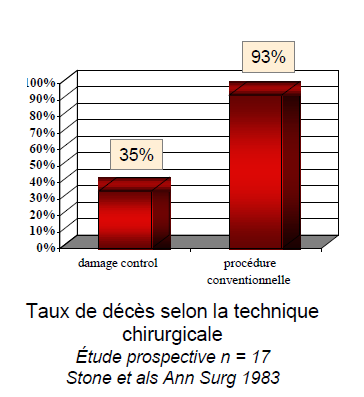 93%
100%
90%
80%
70%
60%
50%
40%
30%
20%
10%
0%
35%
damage control
procédure
conventionnelle
Taux de décès selon la technique
chirurgicale
Étude prospective n = 17
Stone et als Ann Surg 1983